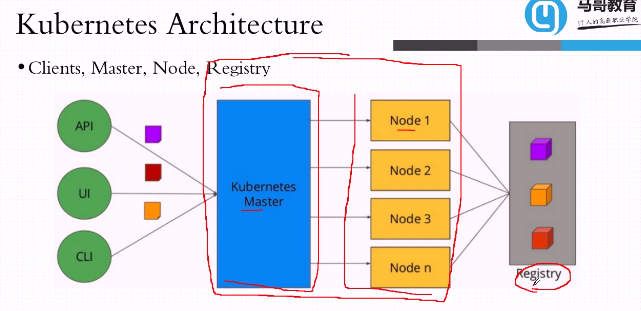 Kubernetes Architecture
马哥教育
•Clients, Master, Node, Registry
API
UI
CLI
Kubernetes
Master
Node 1
Node 2
Node 3
Node n
Registry